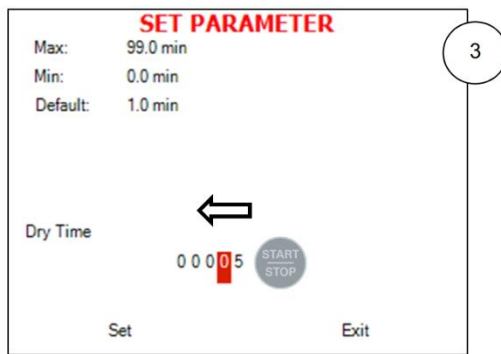 SET PARAMETER
3
Max: 99.0 min
Min: 0.0 min
Default: 1.0 min
Dry Time
0 0 0 0 5
START
STOP
Set Exit